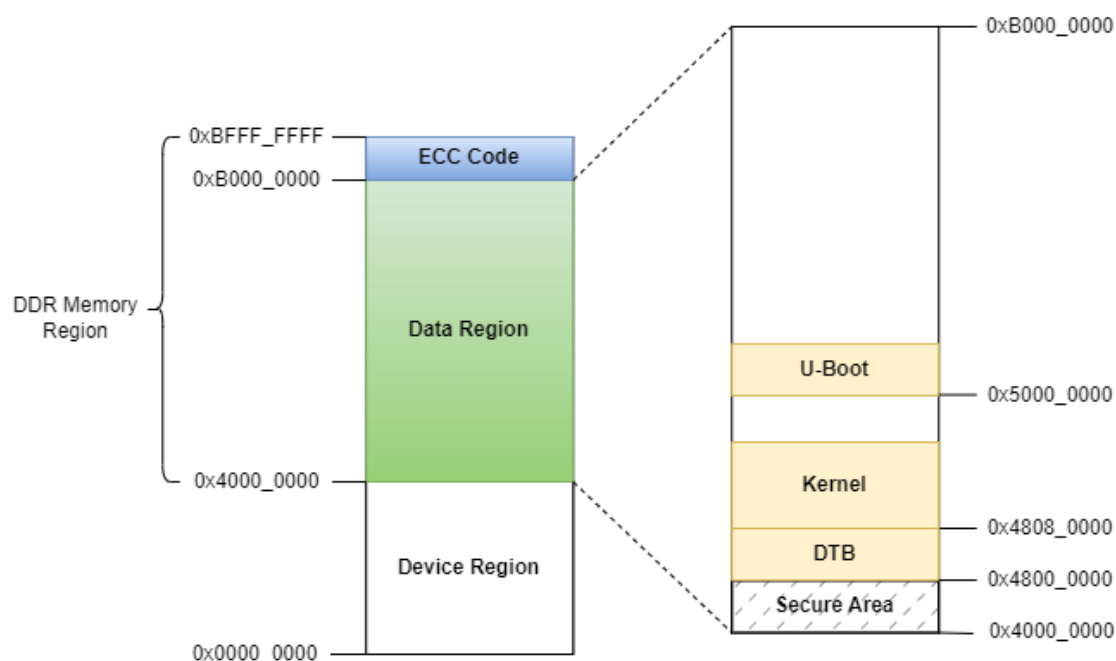 0xB000_0000
0xBFFF_FFFF
ECC Code
0xB000_0000
DDR Memory
Region
Data Region
U-Boot
0x5000_0000
0x4000_0000
Kernel
0x4808_0000
Device Region
DTB
0x4800_0000
Secure Area
0x4000_0000
0x0000_0000